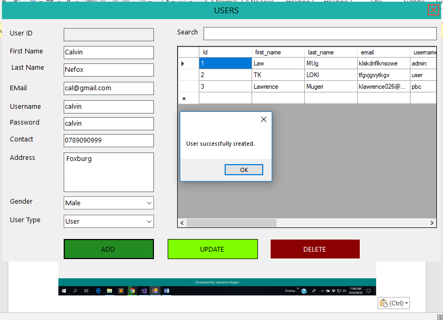 USERS
User ID
Search
First Name Calvin
Last Name Nefox
EMail cal@gmail.com
Username calvin
Password calvin
Contact 0789090999
Address Foxburg
Gender Male
User Type User
Id first_name last_name email username
1 Law MUg klskdnfknsowe admin
2 TK LOKI tfgvjgvytkgv user
3 Lawrence Mugeri klawrence026@... pbc
User successfully created.
OK
ADD UPDATE DELETE
Developed By Lawrence Mugeri
(Ctrl)